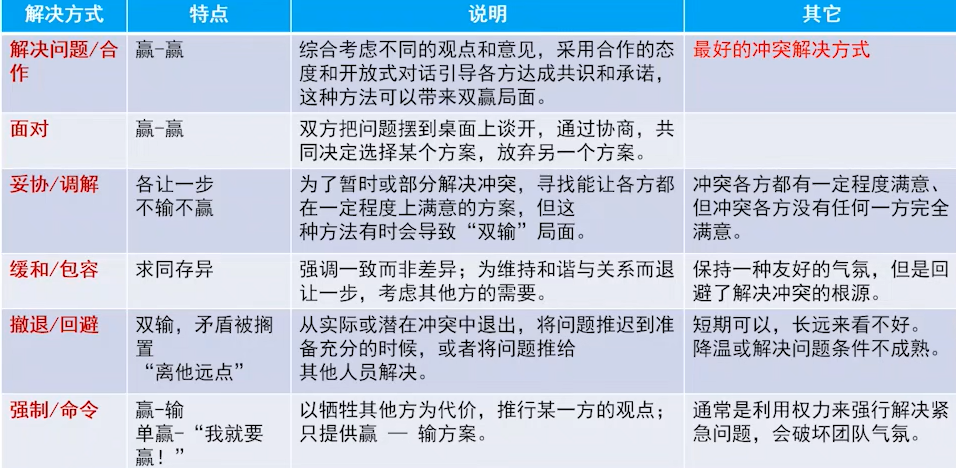 解决方式 特点 说明 其它
解决问题/合作 赢-赢 综合考虑不同的观点和意见，采用合作的态度和开放式对话引导各方达成共识和承诺，这种方法可以带来双赢局面。 最好的冲突解决方式
面对 赢-赢 双方把问题摆到桌面上谈开，通过协商，共同决定选择某个方案，放弃另一个方案。
妥协/调解 各让一步 不输不赢 为了暂时或部分解决冲突，寻找能让各方都在一定程度上满意的方案，但这种方法有时会导致“双输”局面。 冲突各方都有一定程度满意、但冲突各方没有任何一方完全满意。
缓和/包容 求同存异 强调一致而非差异；为维持和谐与关系而退让一步，考虑其他方的需要。 保持一种友好的气氛，但是回避了解决冲突的根源。
撤退/回避 双输，矛盾被搁置 “离他远点” 从实际或潜在冲突中退出，将问题推迟到准备充分的时候，或者将问题推给其他人员解决。 短期可以，长远来看不好。 降温或解决问题条件不成熟。
强制/命令 赢-输 单赢-“我就要赢！” 以牺牲其他方为代价，推行某一方的观点；只提供赢 — 输方案。 通常是利用权力来强行解决紧急问题，会破坏团队气氛。